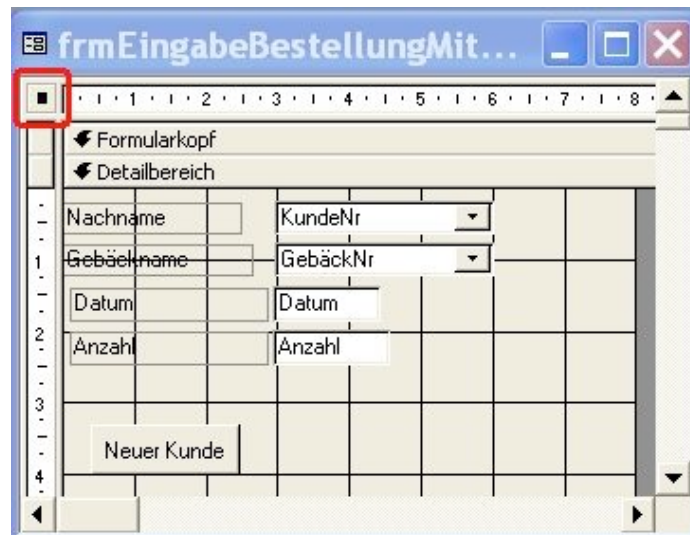 frmEingabeBestellungMit...
1 2 3 4 5 6 7 8
Formularkopf
Detailbereich
Nachname KundeNr
1
Gebäckname GebäckNr
Datum Datum
2
Anzahl Anzahl
3
Neuer Kunde
4